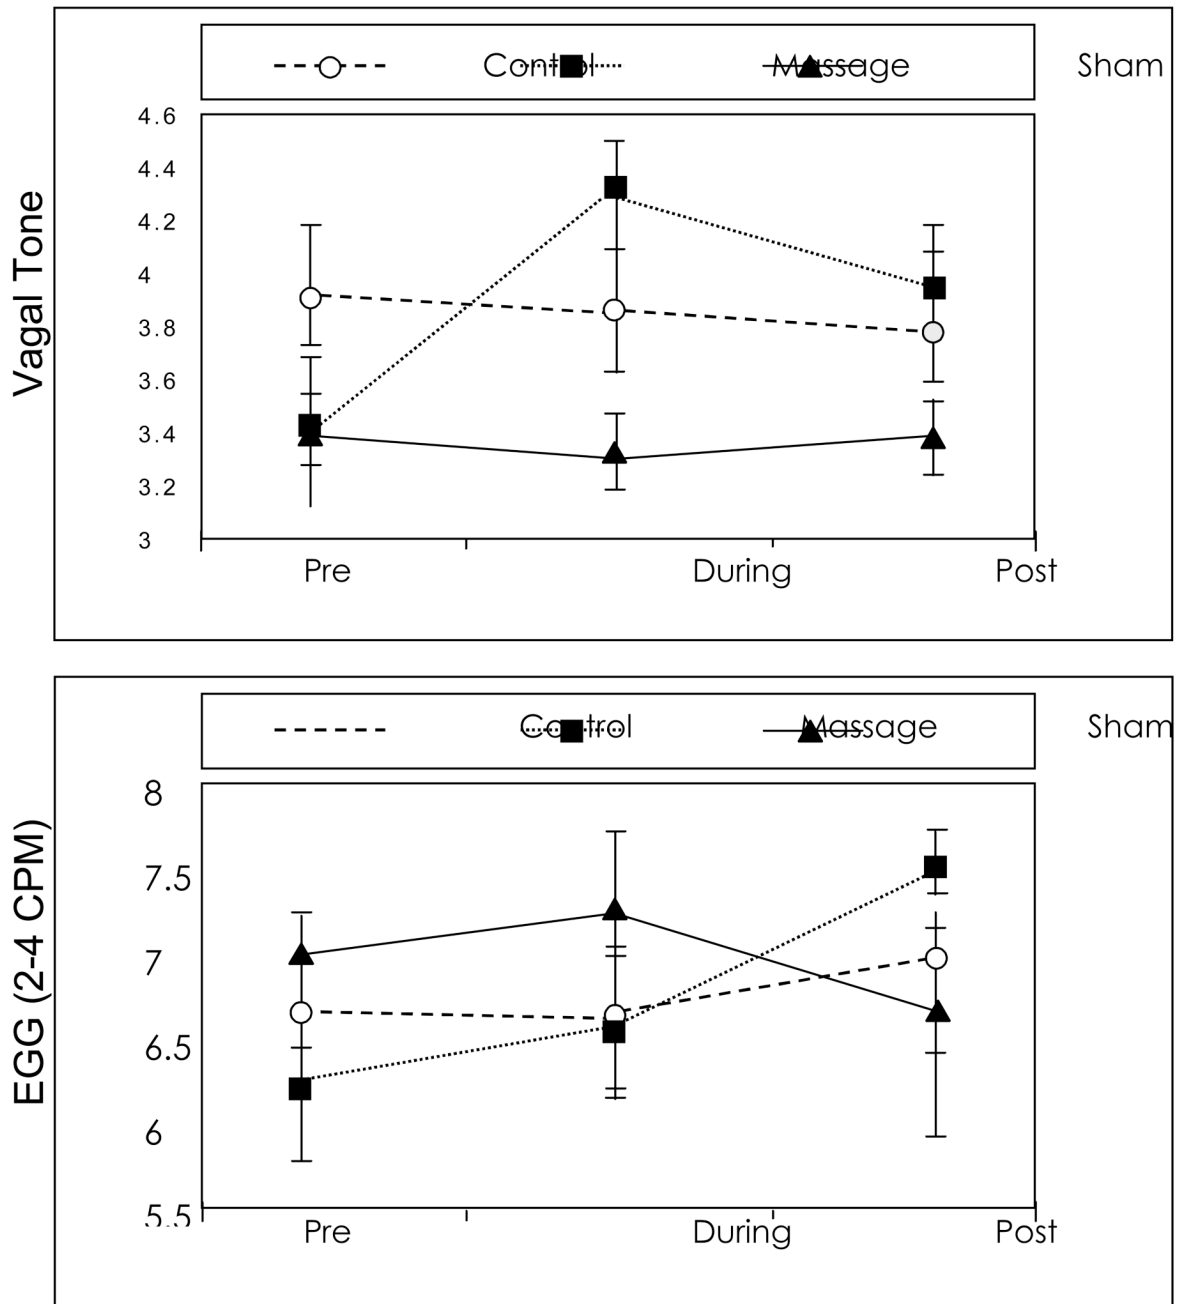 Control Massage Sham
Vagal Tone
4.6
4.4
4.2
4
3.8
3.6
3.4
3.2
3
Pre During Post
Control Massage Sham
EGG (2-4 CPM)
8
7.5
7
6.5
6
5.5
Pre During Post